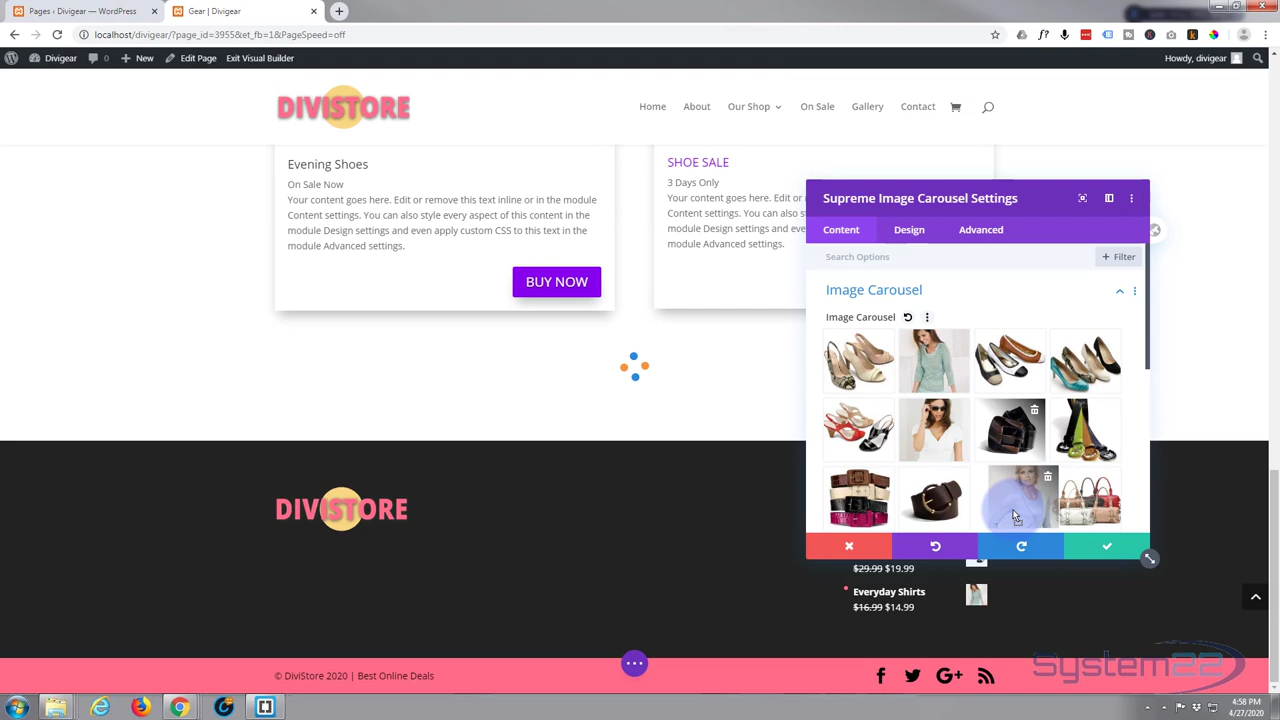 Pages ‹ Divigear — WordPress
Gear | Divigear
localhost/divigear/?page_id=3955&et_fb=1&PageSpeed=off
Divigear
0
New
Edit Page
Exit Visual Builder
Howdy, divigear
DIVISTORE
Home
About
Our Shop
On Sale
Gallery
Contact
Evening Shoes
On Sale Now
Your content goes here. Edit or remove this text inline or in the module
Content settings. You can also style every aspect of this content in the
module Design settings and even apply custom CSS to this text in the
module Advanced settings.
BUY NOW
SHOE SALE
3 Days Only
Your content goes here. Edit or
Content settings. You can also
module Design settings and eve
module Advanced settings.
Supreme Image Carousel Settings
Content
Design
Advanced
Search Options
+ Filter
Image Carousel
Image Carousel
DIVISTORE
$29.99 $19.99
Everyday Shirts
$16.99 $14.99
© DiviStore 2020 | Best Online Deals
System22
4:58 PM
4/27/2020